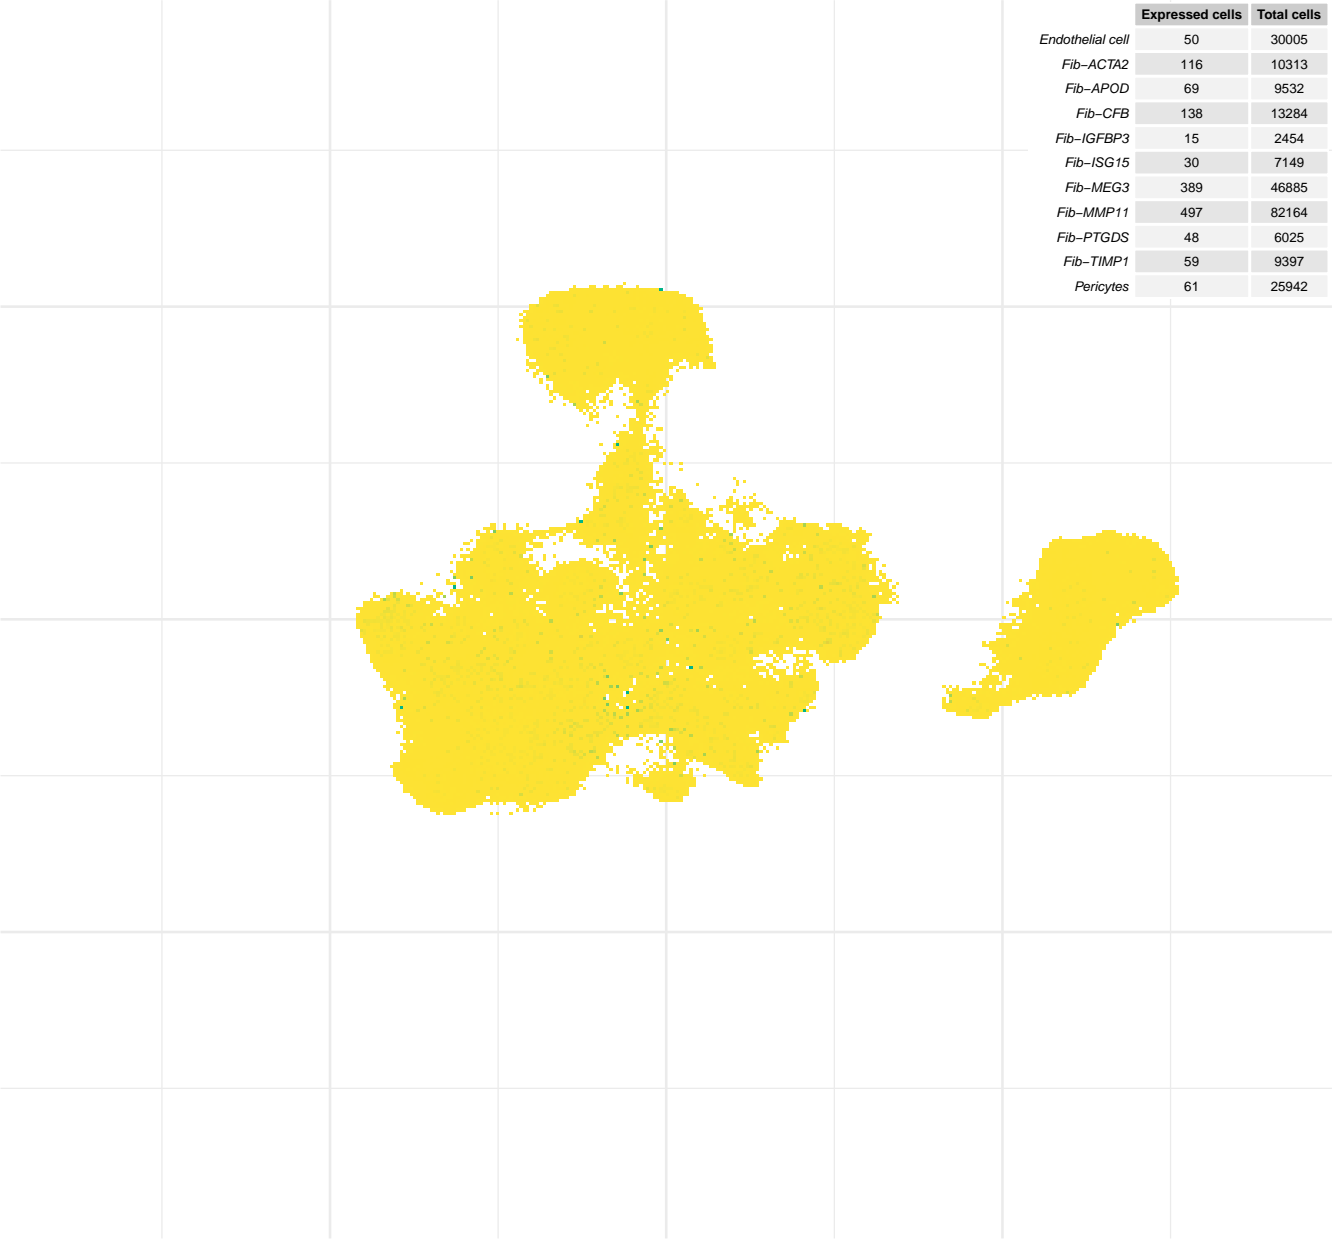 Expressed cells Total cells
Endothelial cell 50 30005
Fib−ACTA2 116 10313
Fib−APOD 69 9532
Fib−CFB 138 13284
Fib−IGFBP3 15 2454
Fib−ISG15 30 7149
Fib−MEG3 389 46885
Fib−MMP11 497 82164
Fib−PTGDS 48 6025
Fib−TIMP1 59 9397
Pericytes 61 25942